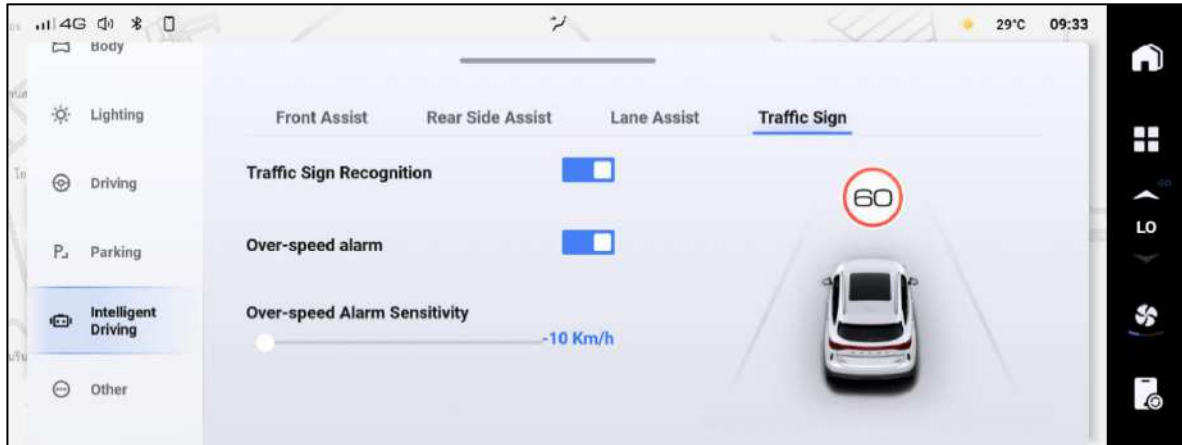 4G
29°C
09:33
Body
Lighting
Driving
Parking
Intelligent
Driving
Other
Front Assist
Rear Side Assist
Lane Assist
Traffic Sign
Traffic Sign Recognition
Over-speed alarm
Over-speed Alarm Sensitivity
-10 Km/h
60
LO